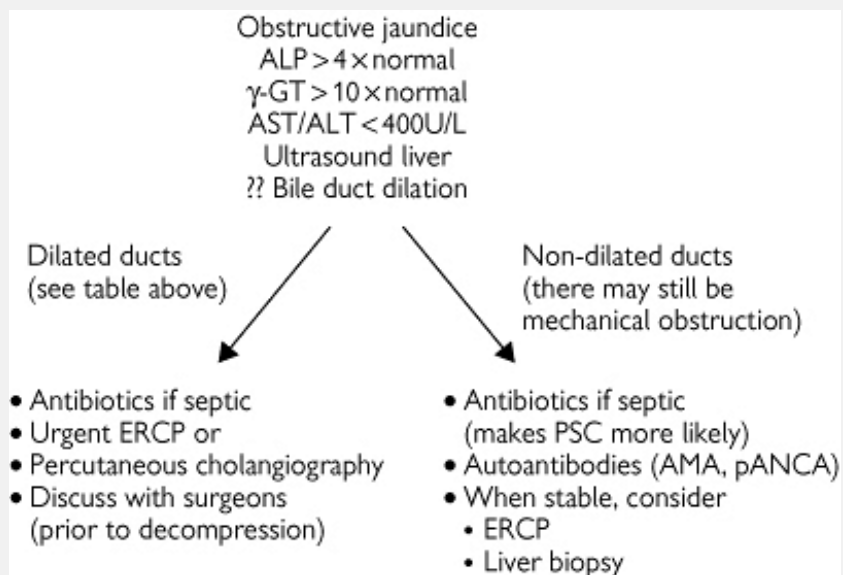 Obstructive jaundice
ALP > 4 × normal
γ-GT > 10 × normal
AST/ALT < 400U/L
Ultrasound liver
?? Bile duct dilation
Dilated ducts
(see table above)
Non-dilated ducts
(there may still be
mechanical obstruction)
• Antibiotics if septic
• Urgent ERCP or
• Percutaneous cholangiography
• Discuss with surgeons
(prior to decompression)
• Antibiotics if septic
(makes PSC more likely)
• Autoantibodies (AMA, pANCA)
• When stable, consider
• ERCP
• Liver biopsy